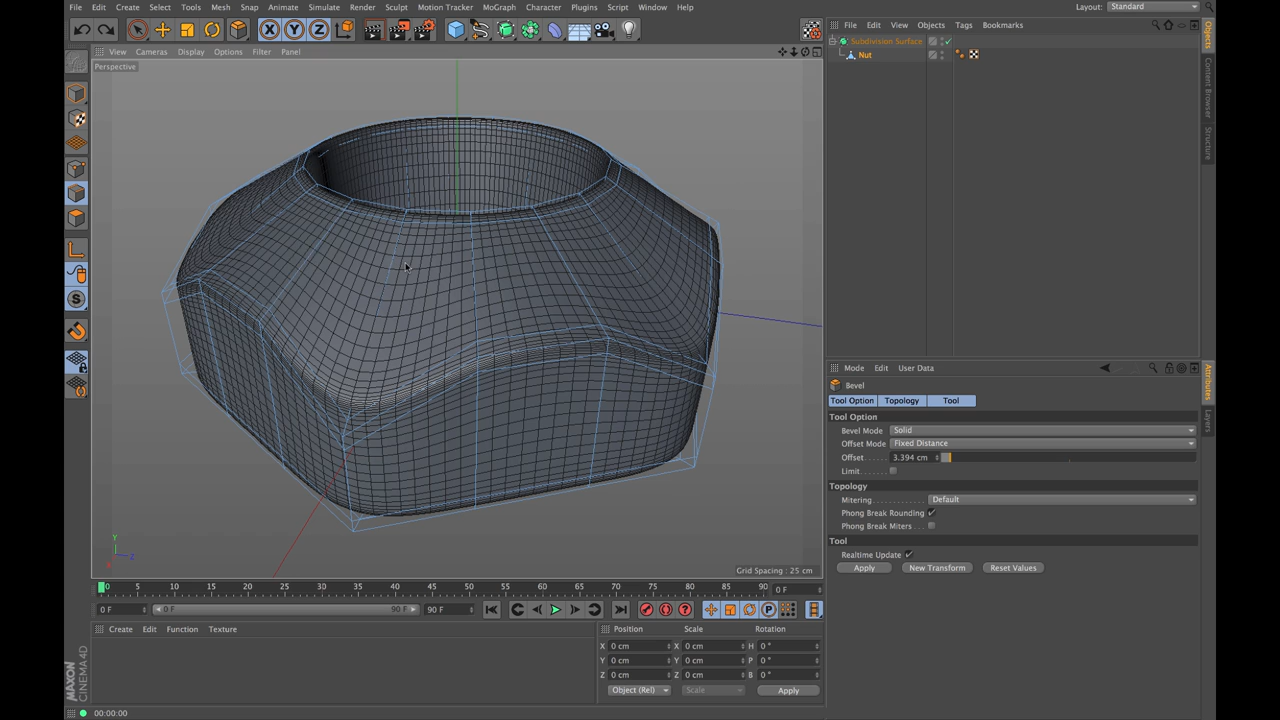 File Edit Create Select Tools Mesh Snap Animate Simulate Render Sculpt Motion Tracker MoGraph Character Plugins Script Window Help
Layout: Standard
X Y Z
View Cameras Display Options Filter Panel
File Edit View Objects Tags Bookmarks
Perspective
Subdivision Surface
Nut
Objects
Content Browser
Structure
S
Mode Edit User Data
Bevel
Tool Option Topology Tool
Tool Option
Bevel Mode Solid
Offset Mode Fixed Distance
Offset 3.394 cm
Limit
Topology
Mitering Default
Phong Break Rounding
Phong Break Miters
Tool
Realtime Update
Apply New Transform Reset Values
Attributes
Layers
Y
Z
X
Grid Spacing : 25 cm
0 5 10 15 20 25 30 35 40 45 50 55 60 65 70 75 80 85 90 0 F
0 F 0 F 90 F 90 F
P
Create Edit Function Texture
Position Scale Rotation
X 0 cm X 0 cm H 0 °
Y 0 cm Y 0 cm P 0 °
Z 0 cm Z 0 cm B 0 °
Object (Rel) Scale Apply
MAXON
CINEMA 4D
00:00:00